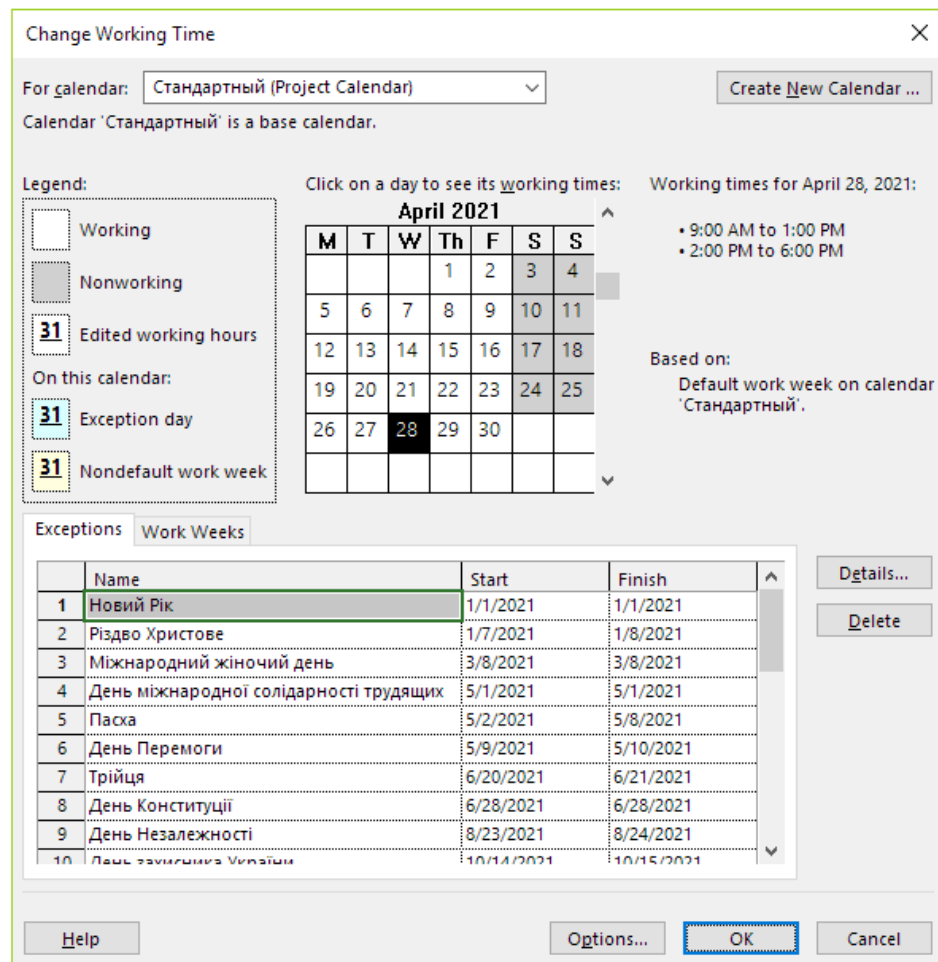 Change Working Time
For calendar: Стандартный (Project Calendar) Create New Calendar ...
Calendar 'Стандартный' is a base calendar.
Legend:
Working
Nonworking
31 Edited working hours
On this calendar:
31 Exception day
31 Nondefault work week
Click on a day to see its working times:
April 2021
M T W Th F S S
1 2 3 4
5 6 7 8 9 10 11
12 13 14 15 16 17 18
19 20 21 22 23 24 25
26 27 28 29 30
Working times for April 28, 2021:
• 9:00 AM to 1:00 PM
• 2:00 PM to 6:00 PM
Based on:
Default work week on calendar
'Стандартный'.
Exceptions Work Weeks
Name Start Finish
1 Новий Рік 1/1/2021 1/1/2021
2 Різдво Христове 1/7/2021 1/8/2021
3 Міжнародний жіночий день 3/8/2021 3/8/2021
4 День міжнародної солідарності трудящих 5/1/2021 5/1/2021
5 Пасха 5/2/2021 5/8/2021
6 День Перемоги 5/9/2021 5/10/2021
7 Трійця 6/20/2021 6/21/2021
8 День Конституції 6/28/2021 6/28/2021
9 День Незалежності 8/23/2021 8/24/2021
10 День захисника України 10/14/2021 10/15/2021
Details...
Delete
Help Options... OK Cancel